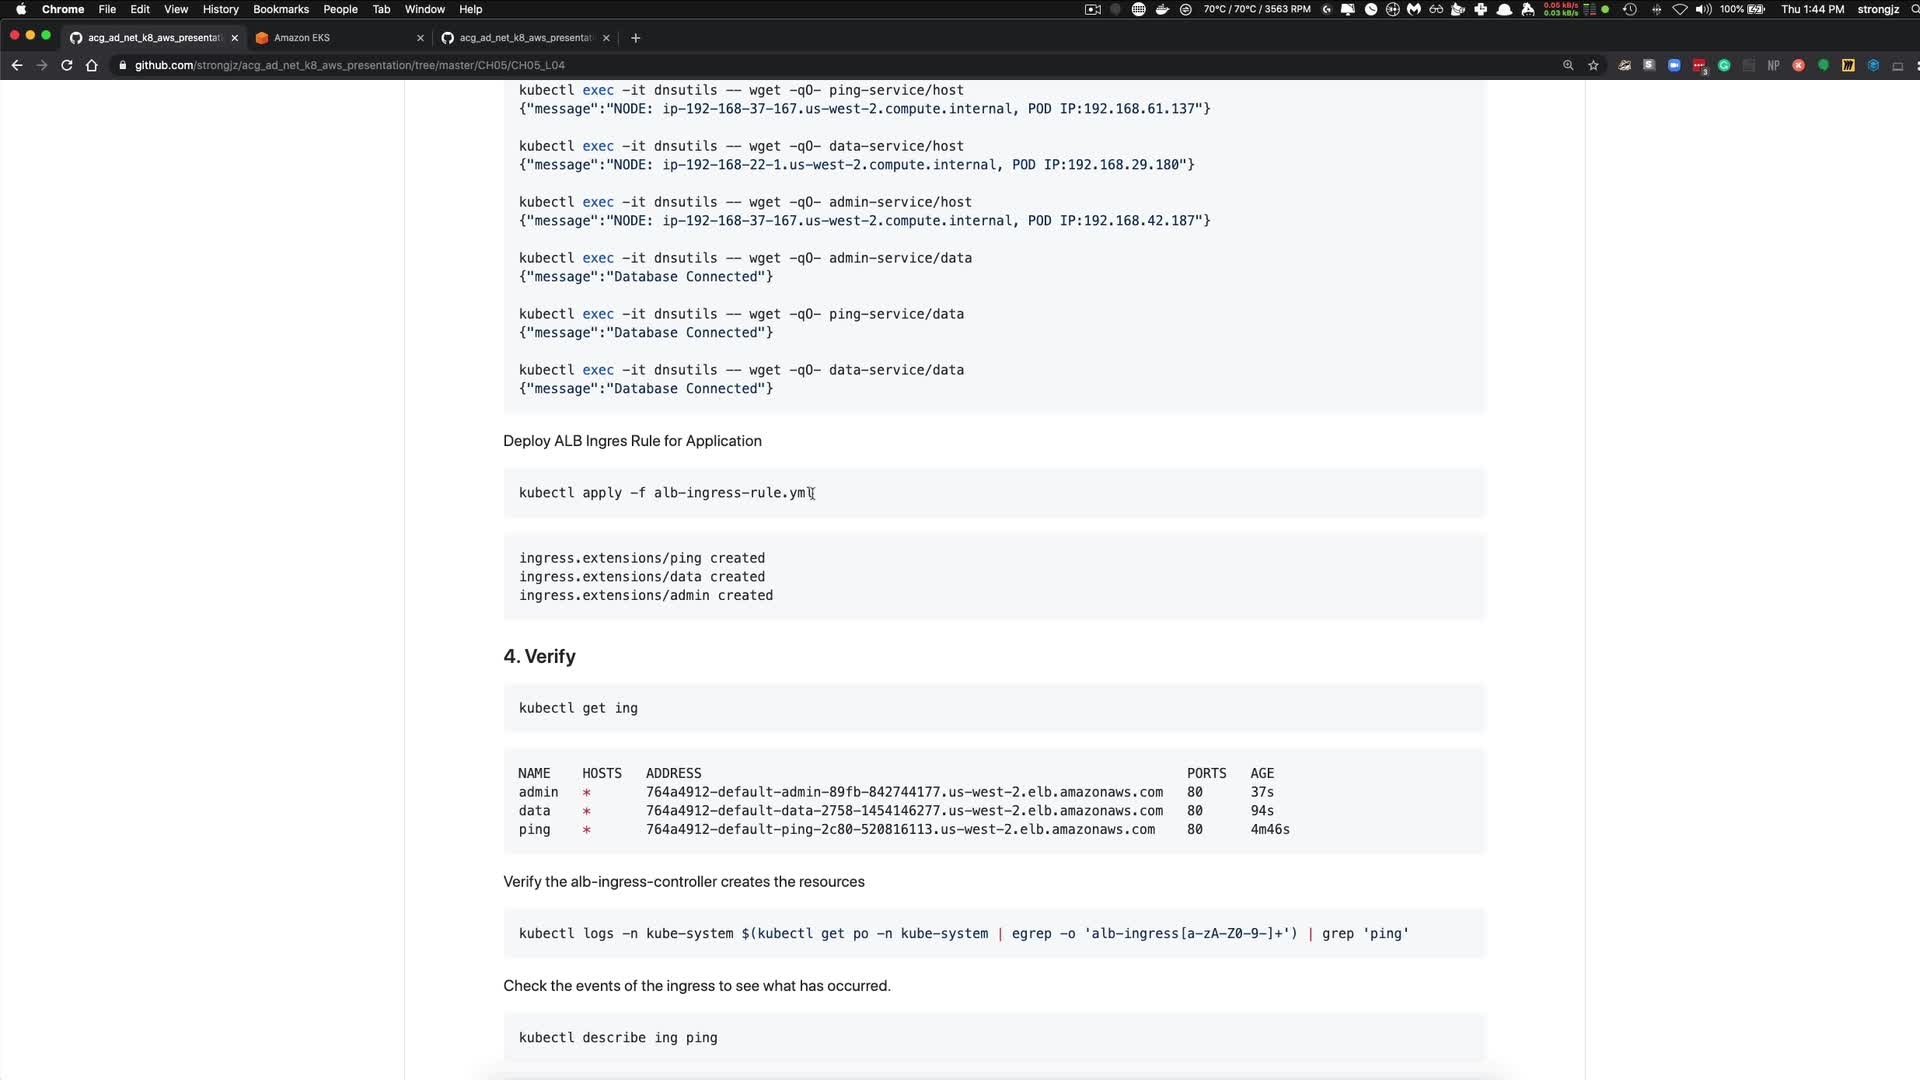 Chrome File Edit View History Bookmarks People Tab Window Help 70°C / 70°C / 3563 RPM 0.05 kB/s 0.03 kB/s 100% Thu 1:44 PM strongjz
acg_ad_net_k8_aws_presentat Amazon EKS acg_ad_net_k8_aws_presentat
github.com/strongjz/acg_ad_net_k8_aws_presentation/tree/master/CH05/CH05_L04
kubectl exec -it dnsutils -- wget -qO- ping-service/host
{"message":"NODE: ip-192-168-37-167.us-west-2.compute.internal, POD IP:192.168.61.137"}
kubectl exec -it dnsutils -- wget -qO- data-service/host
{"message":"NODE: ip-192-168-22-1.us-west-2.compute.internal, POD IP:192.168.29.180"}
kubectl exec -it dnsutils -- wget -qO- admin-service/host
{"message":"NODE: ip-192-168-37-167.us-west-2.compute.internal, POD IP:192.168.42.187"}
kubectl exec -it dnsutils -- wget -qO- admin-service/data
{"message":"Database Connected"}
kubectl exec -it dnsutils -- wget -qO- ping-service/data
{"message":"Database Connected"}
kubectl exec -it dnsutils -- wget -qO- data-service/data
{"message":"Database Connected"}
Deploy ALB Ingres Rule for Application
kubectl apply -f alb-ingress-rule.yml
ingress.extensions/ping created
ingress.extensions/data created
ingress.extensions/admin created
4. Verify
kubectl get ing
NAME HOSTS ADDRESS PORTS AGE
admin * 764a4912-default-admin-89fb-842744177.us-west-2.elb.amazonaws.com 80 37s
data * 764a4912-default-data-2758-1454146277.us-west-2.elb.amazonaws.com 80 94s
ping * 764a4912-default-ping-2c80-520816113.us-west-2.elb.amazonaws.com 80 4m46s
Verify the alb-ingress-controller creates the resources
kubectl logs -n kube-system $(kubectl get po -n kube-system | egrep -o 'alb-ingress[a-zA-Z0-9-]+') | grep 'ping'
Check the events of the ingress to see what has occurred.
kubectl describe ing ping